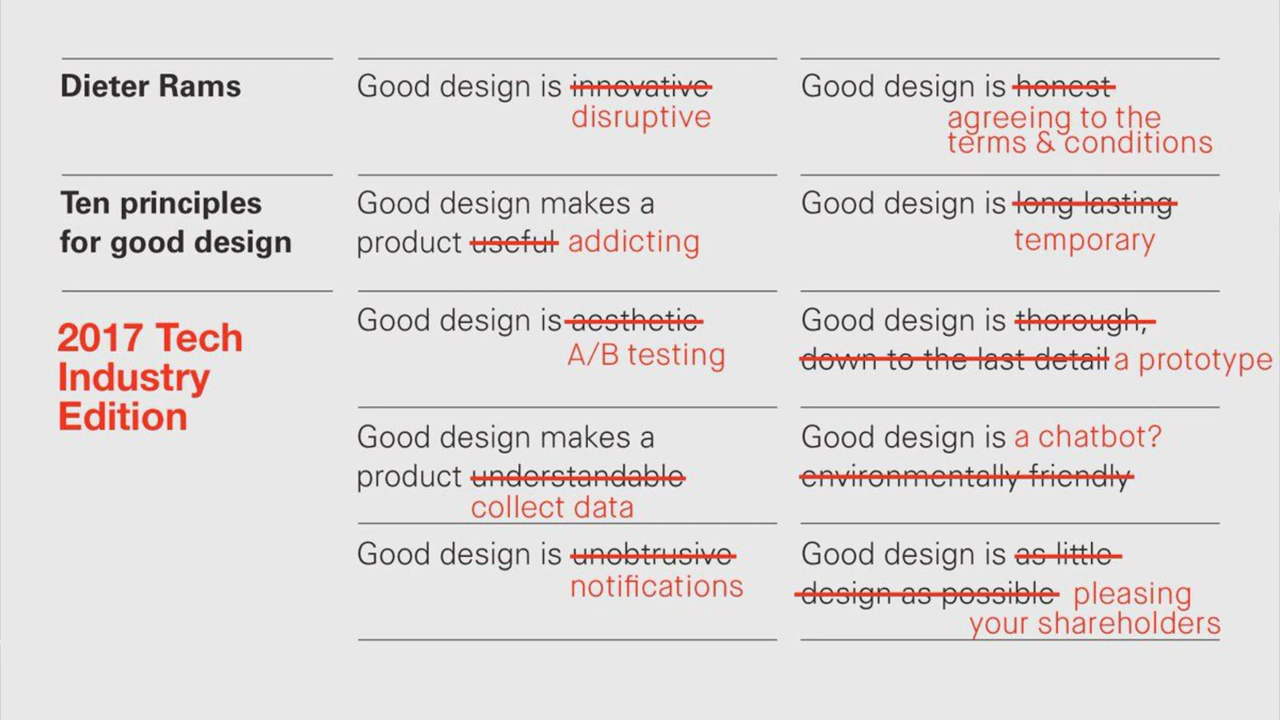 Dieter Rams
Ten principles
for good design
2017 Tech
Industry
Edition
Good design is innovative
disruptive
Good design makes a
product useful addicting
Good design is aesthetic
A/B testing
Good design makes a
product understandable
collect data
Good design is unobtrusive
notifications
Good design is honest
agreeing to the
terms & conditions
Good design is long-lasting
temporary
Good design is thorough,
down to the last detail a prototype
Good design is a chatbot?
environmentally friendly
Good design is as little
design as possible pleasing
your shareholders